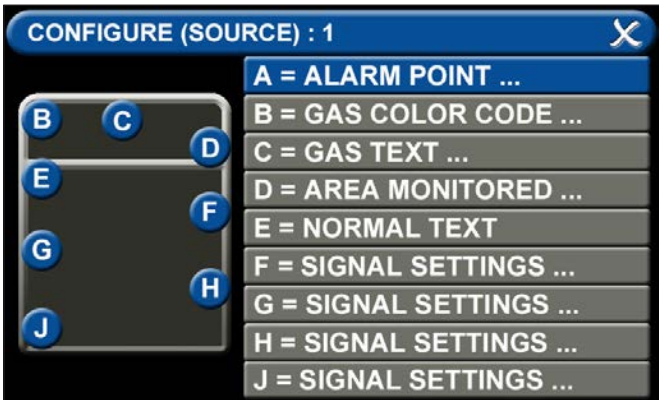 CONFIGURE (SOURCE) : 1
X
A = ALARM POINT ...
B = GAS COLOR CODE ...
C = GAS TEXT ...
D = AREA MONITORED ...
E = NORMAL TEXT
F = SIGNAL SETTINGS ...
G = SIGNAL SETTINGS ...
H = SIGNAL SETTINGS ...
J = SIGNAL SETTINGS ...
B
C
D
E
F
G
H
J